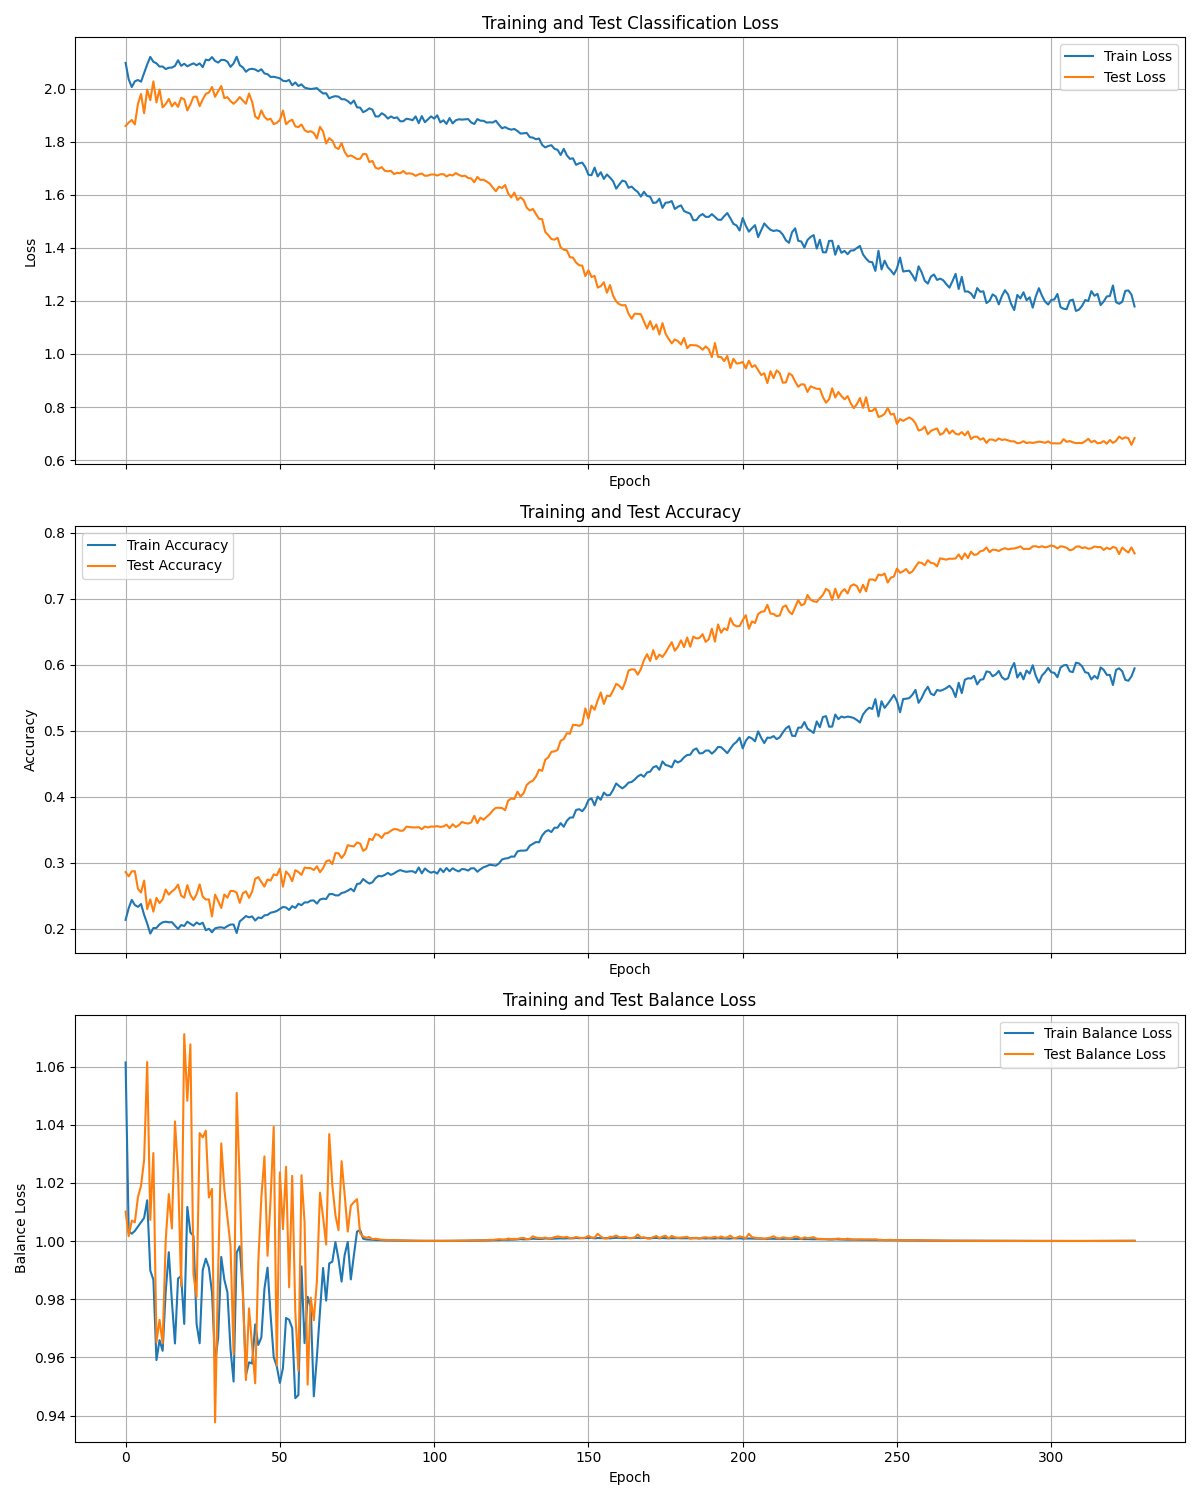 Training and Test Classification Loss
Train Loss
Test Loss
2.0
1.8
1.6
1.4
1.2
1.0
0.8
0.6
Loss
Epoch
Training and Test Accuracy
Train Accuracy
Test Accuracy
0.8
0.7
0.6
0.5
0.4
0.3
0.2
Accuracy
Epoch
Training and Test Balance Loss
Train Balance Loss
Test Balance Loss
1.06
1.04
1.02
1.00
0.98
0.96
0.94
Balance Loss
0 50 100 150 200 250 300
Epoch